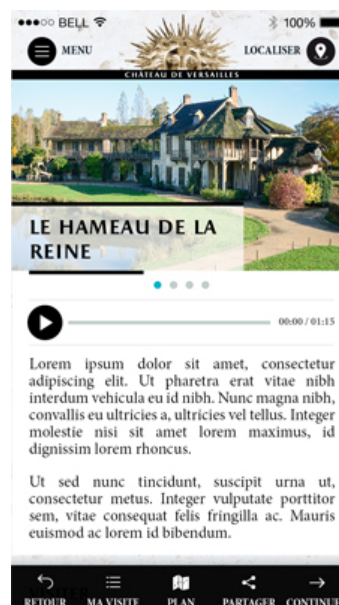 ●●●○○ BELL 100%
MENU
LOCALISER
CHÂTEAU DE VERSAILLES
LE HAMEAU DE LA
REINE
00:00 / 01:15
Lorem ipsum dolor sit amet, consectetur
adipiscing elit. Ut pharetra erat vitae nibh
interdum vehicula eu id nibh. Nunc magna nibh,
convallis eu ultricies a, ultricies vel tellus. Integer
molestie nisi sit amet lorem maximus, id
dignissim lorem rhoncus.
Ut sed nunc tincidunt, suscipit urna ut,
consectetur metus. Integer vulputate porttitor
sem, vitae consequat felis fringilla ac. Mauris
euismod ac lorem id bibendum.
RETOUR MA VISITE PLAN PARTAGER CONTINUE